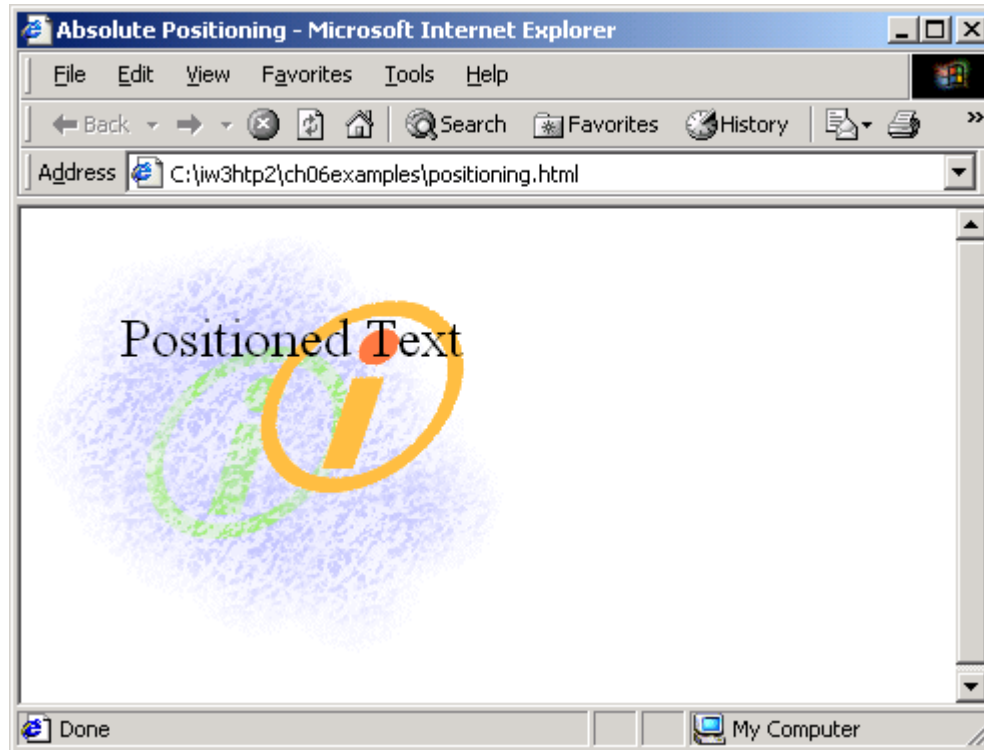 Absolute Positioning - Microsoft Internet Explorer
File Edit View Favorites Tools Help
Back Search Favorites History »
Address C:\iw3htp2\ch06examples\positioning.html
Positioned Text
i
i
Done My Computer